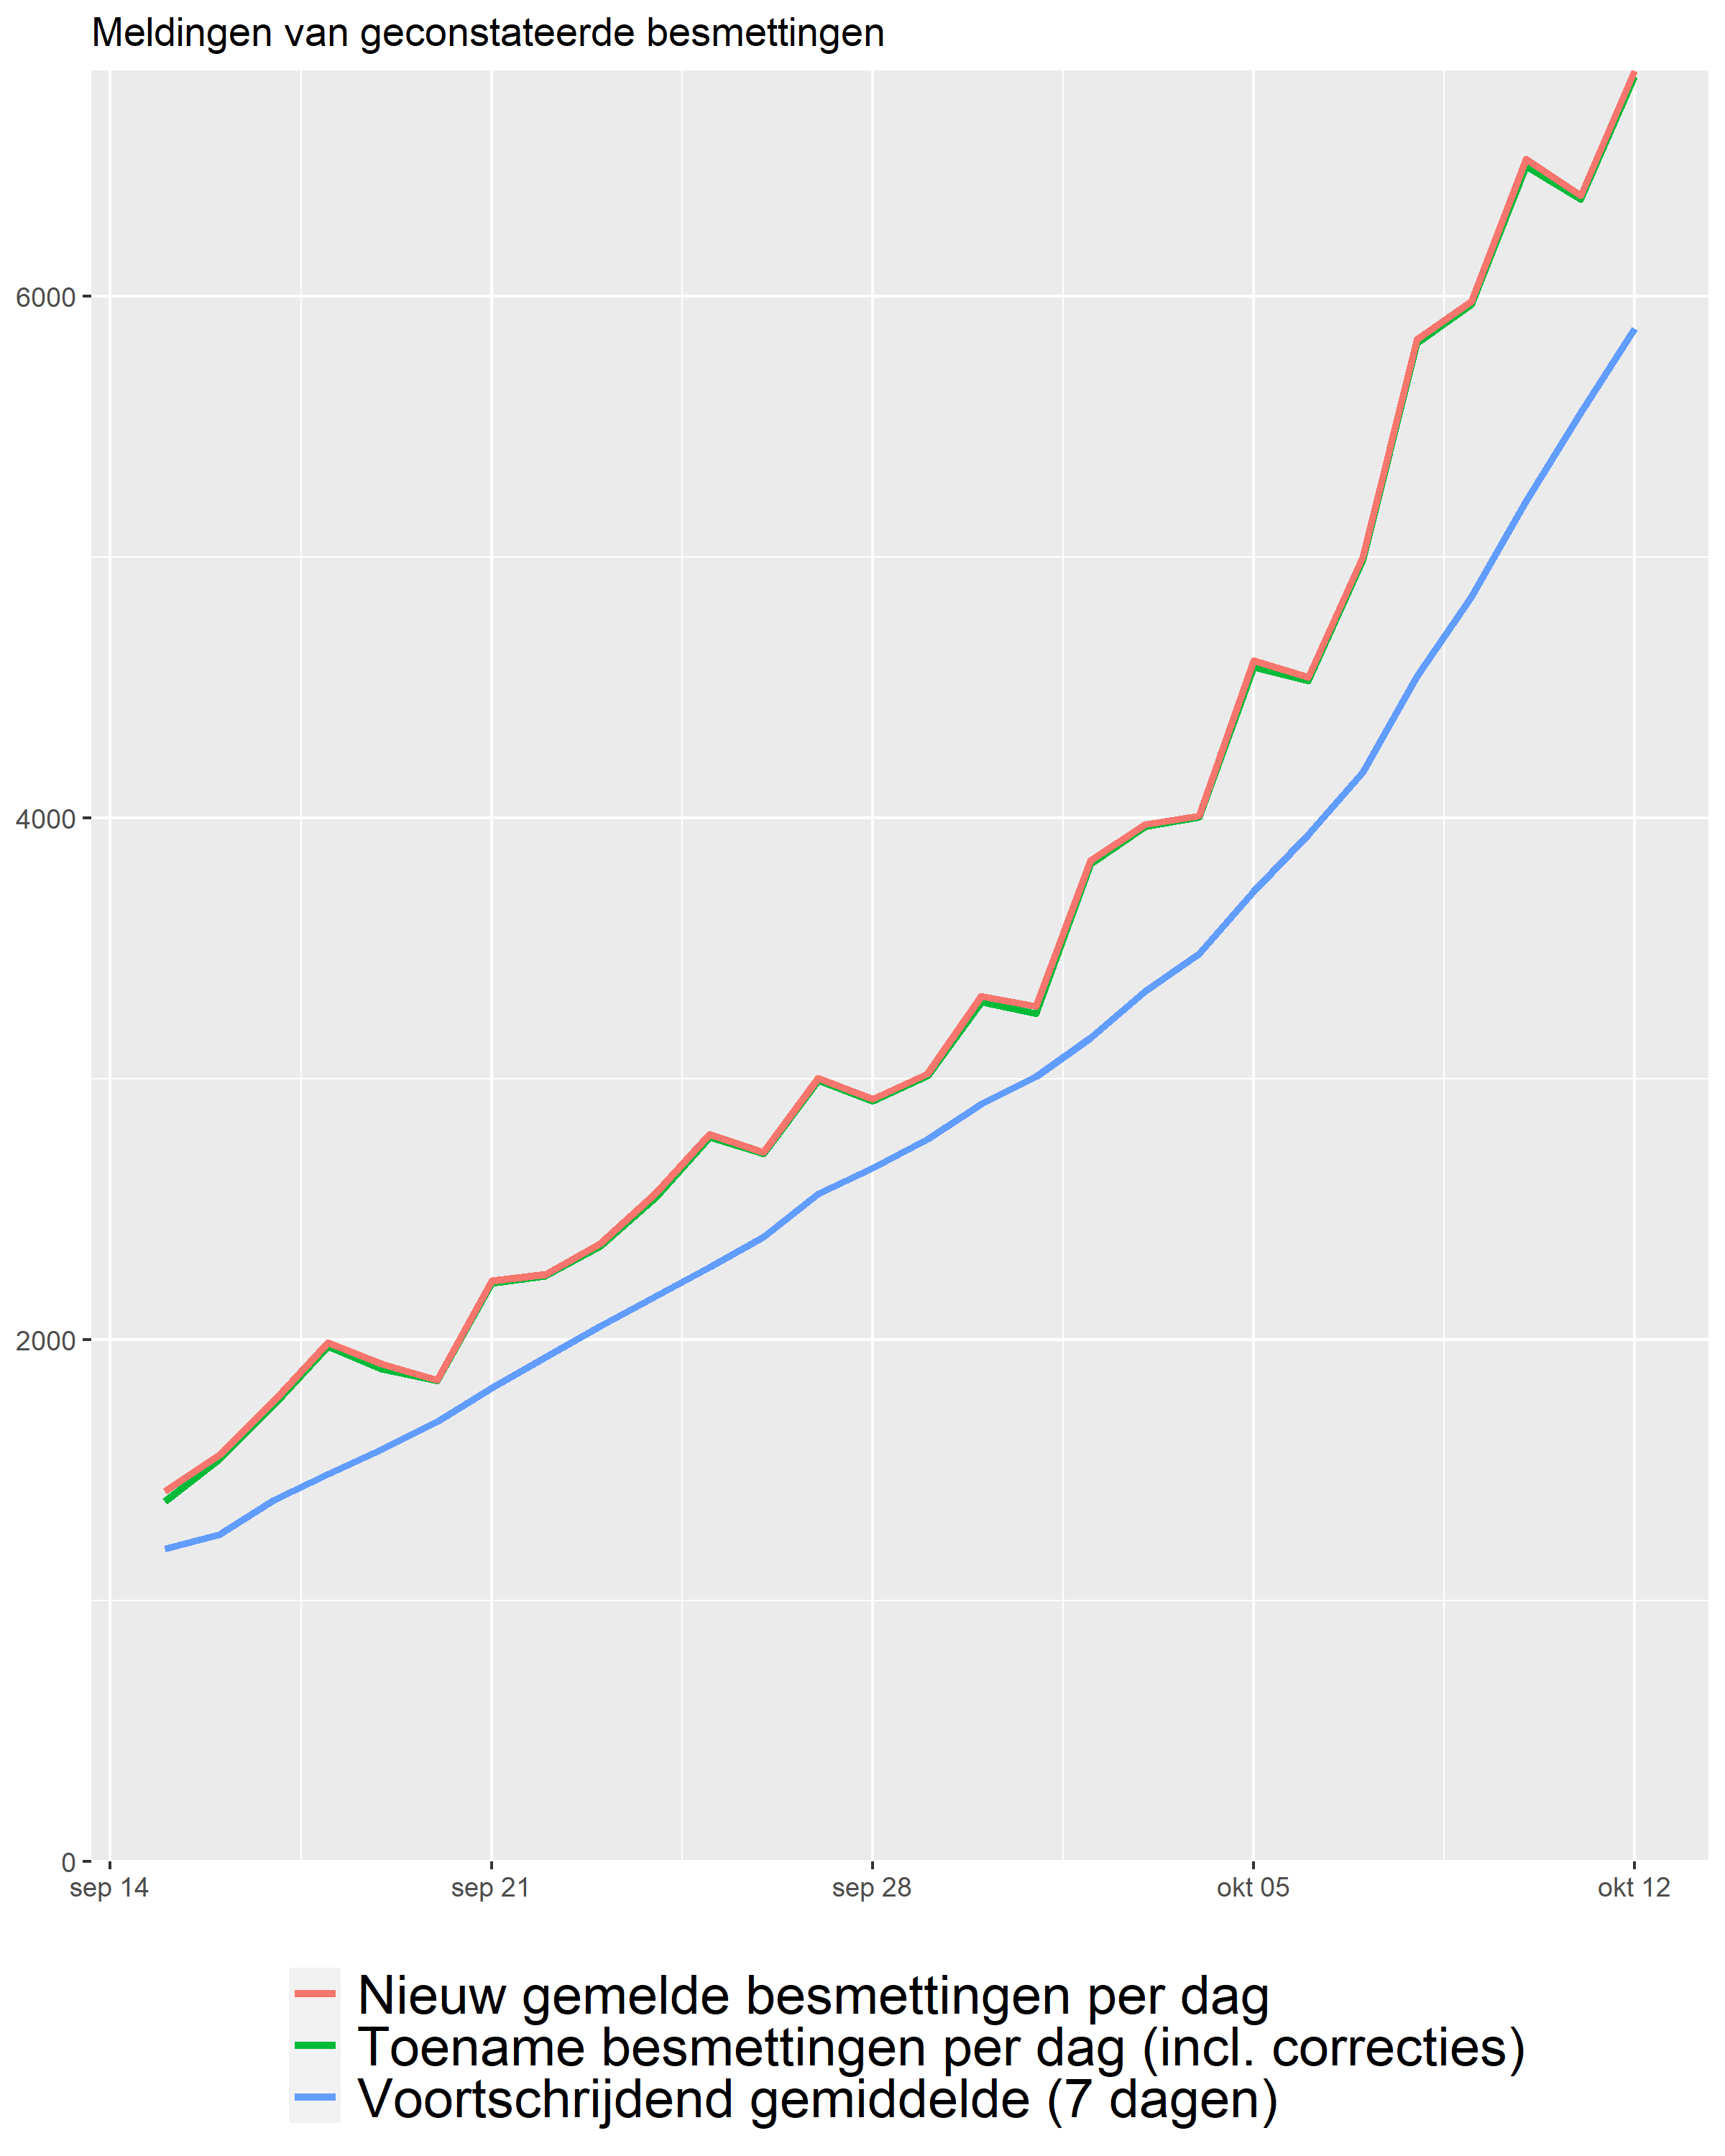 Meldingen van geconstateerde besmettingen
6000
4000
2000
0
sep 14 sep 21 sep 28 okt 05 okt 12
Nieuw gemelde besmettingen per dag
Toename besmettingen per dag (incl. correcties)
Voortschrijdend gemiddelde (7 dagen)